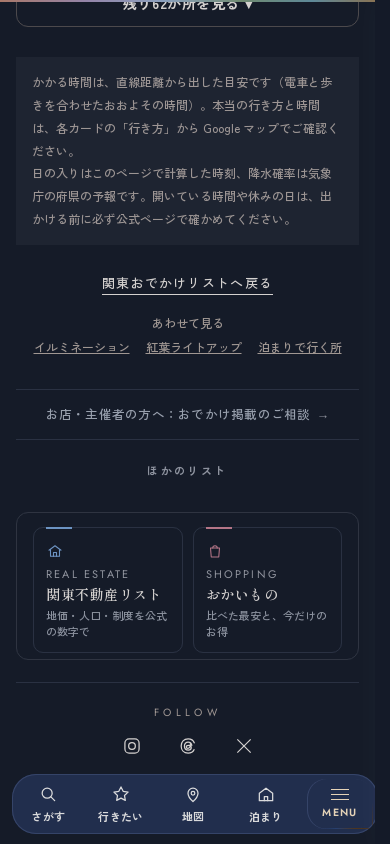 残り62か所を見る ▼
かかる時間は、直線距離から出した目安です（電車と歩
きを合わせたおおよその時間）。本当の行き方と時間
は、各カードの「行き方」から Google マップでご確認く
ださい。
日の入りはこのページで計算した時刻、降水確率は気象
庁の府県の予報です。開いている時間や休みの日は、出
かける前に必ず公式ページで確かめてください。
関東おでかけリストへ戻る
あわせて見る
イルミネーション 紅葉ライトアップ 泊まりで行く所
お店・主催者の方へ：おでかけ掲載のご相談 →
ほかのリスト
REAL ESTATE
関東不動産リスト
地価・人口・制度を公式
の数字で
SHOPPING
おかいもの
比べた最安と、今だけの
お得
FOLLOW
さがす 行きたい 地図 泊まり MENU